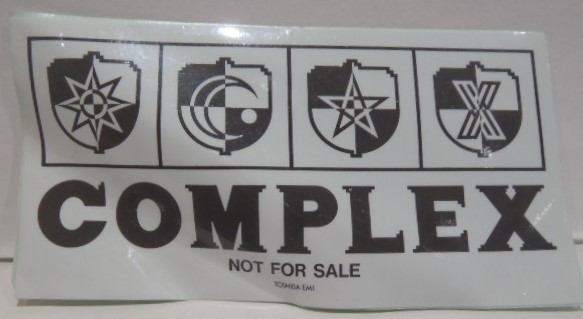 COMPLEX
NOT FOR SALE
TOSHIBA EMI